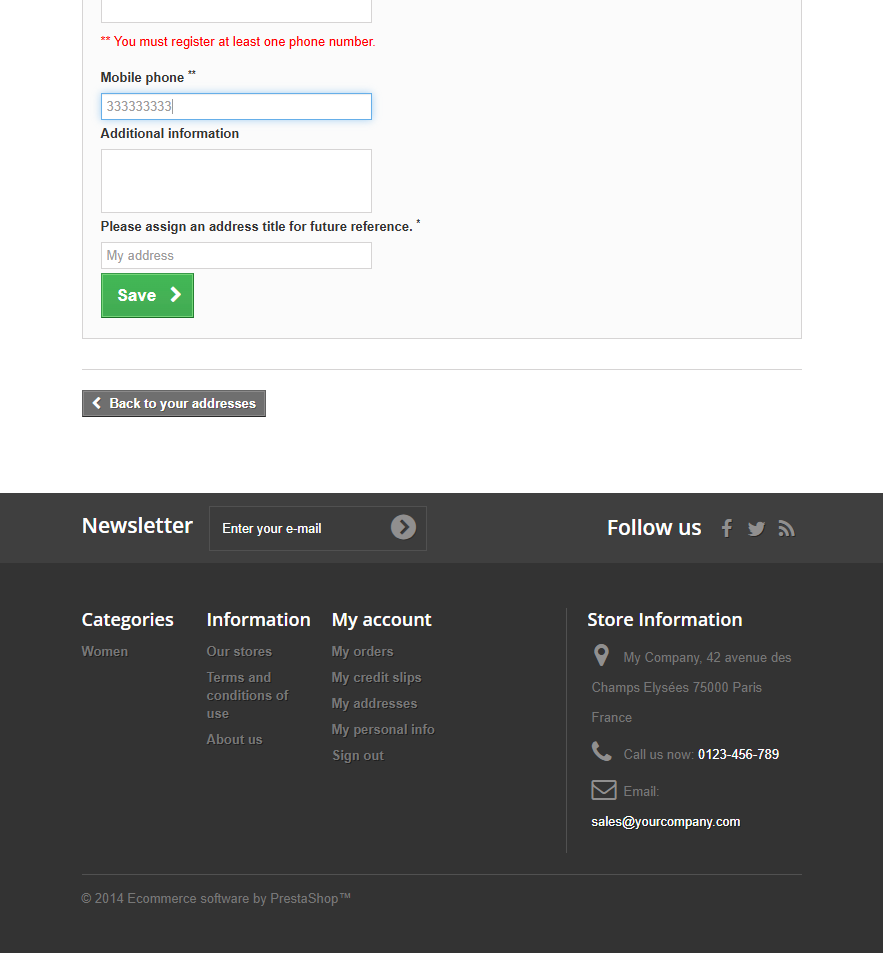 ** You must register at least one phone number.
Mobile phone **
333333333
Additional information
Please assign an address title for future reference. *
My address
Save
Back to your addresses
Newsletter
Enter your e-mail
Follow us
Categories
Women
Information
Our stores
Terms and
conditions of
use
About us
My account
My orders
My credit slips
My addresses
My personal info
Sign out
Store Information
My Company, 42 avenue des
Champs Elysées 75000 Paris
France
Call us now: 0123-456-789
Email:
sales@yourcompany.com
© 2014 Ecommerce software by PrestaShop™